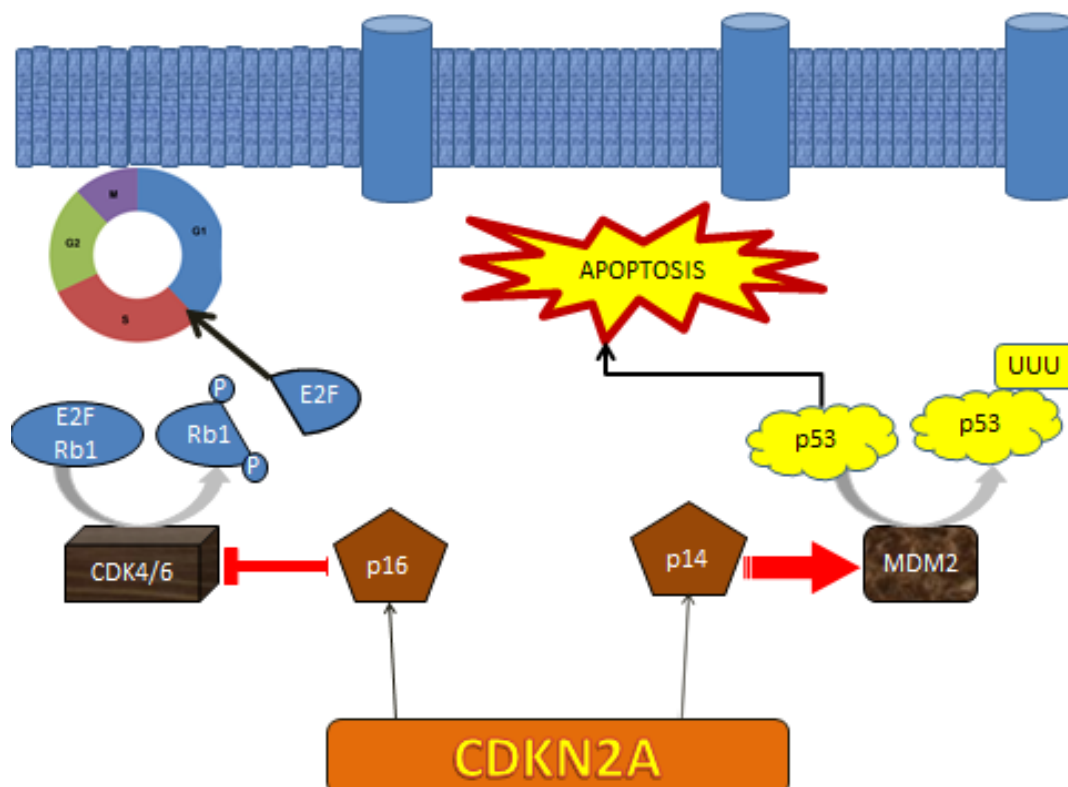 M
G2
G1
S
APOPTOSIS
UUU
P
E2F
E2F
Rb1
Rb1
P
p53
p53
CDK4/6
p16
p14
MDM2
CDKN2A